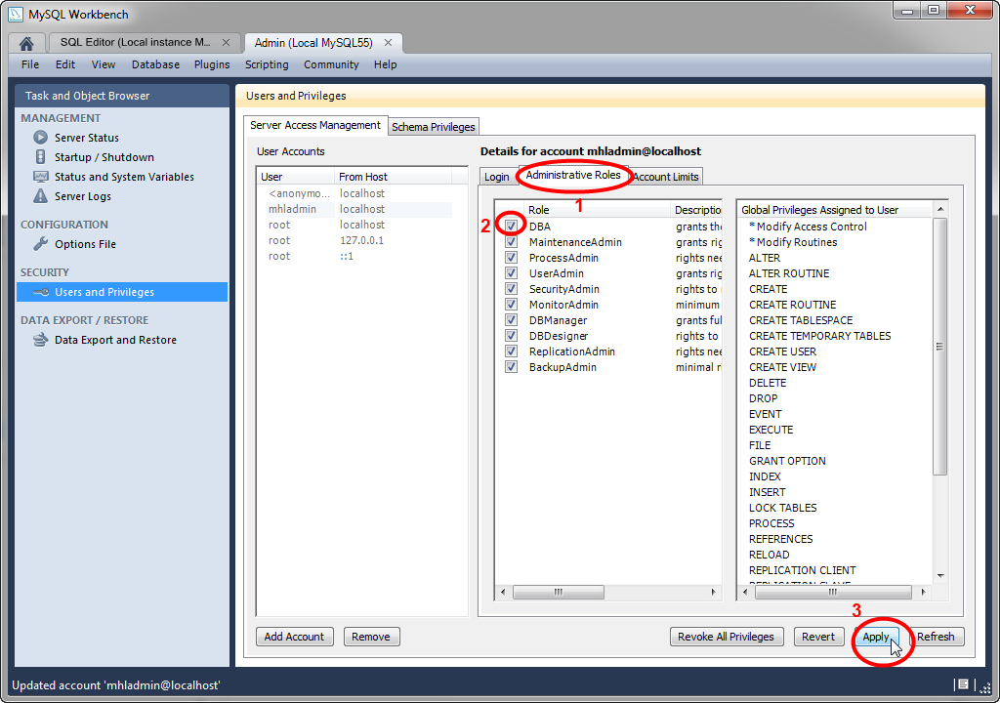 MySQL Workbench
SQL Editor (Local instance M...
Admin (Local MySQL55)
File Edit View Database Plugins Scripting Community Help
Task and Object Browser
MANAGEMENT
Server Status
Startup / Shutdown
Status and System Variables
Server Logs
CONFIGURATION
Options File
SECURITY
Users and Privileges
DATA EXPORT / RESTORE
Data Export and Restore
Users and Privileges
Server Access Management Schema Privileges
User Accounts
User From Host
<anonymo... localhost
mhladmin localhost
root localhost
root 127.0.0.1
root ::1
Add Account Remove
Details for account mhladmin@localhost
Login Administrative Roles Account Limits
1
2
Role Description
DBA grants the
MaintenanceAdmin grants rig
ProcessAdmin rights nee
UserAdmin grants rig
SecurityAdmin rights to
MonitorAdmin minimum
DBManager grants ful
DBDesigner rights to
ReplicationAdmin rights nee
BackupAdmin minimal r
Global Privileges Assigned to User
*Modify Access Control
*Modify Routines
ALTER
ALTER ROUTINE
CREATE
CREATE ROUTINE
CREATE TABLESPACE
CREATE TEMPORARY TABLES
CREATE USER
CREATE VIEW
DELETE
DROP
EVENT
EXECUTE
FILE
GRANT OPTION
INDEX
INSERT
LOCK TABLES
PROCESS
REFERENCES
RELOAD
REPLICATION CLIENT
REPLICATION SLAVE
3
Revoke All Privileges Revert Apply Refresh
Updated account 'mhladmin@localhost'